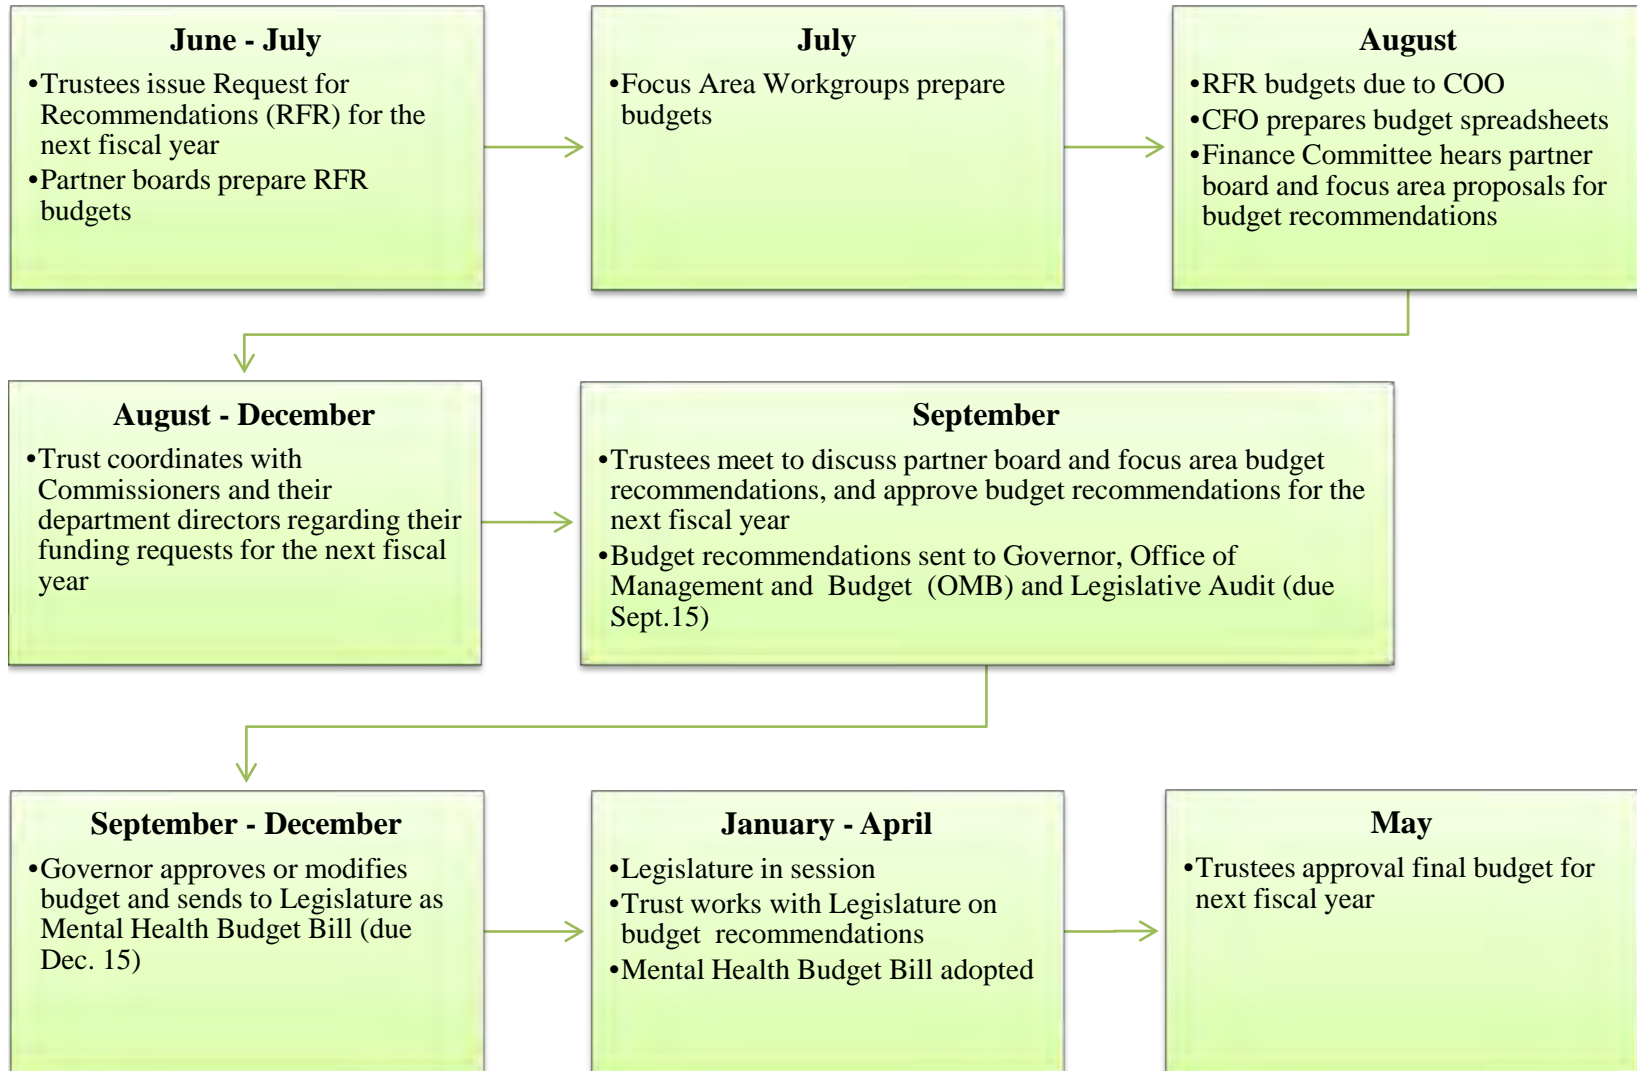 June - July
•Trustees issue Request for
Recommendations (RFR) for the
next fiscal year
•Partner boards prepare RFR
budgets
July
•Focus Area Workgroups prepare
budgets
August
•RFR budgets due to COO
•CFO prepares budget spreadsheets
•Finance Committee hears partner
board and focus area proposals for
budget recommendations
August - December
•Trust coordinates with
Commissioners and their
department directors regarding their
funding requests for the next fiscal
year
September
•Trustees meet to discuss partner board and focus area budget
recommendations, and approve budget recommendations for the
next fiscal year
•Budget recommendations sent to Governor, Office of
Management and Budget (OMB) and Legislative Audit (due
Sept.15)
September - December
•Governor approves or modifies
budget and sends to Legislature as
Mental Health Budget Bill (due
Dec. 15)
January - April
•Legislature in session
•Trust works with Legislature on
budget recommendations
•Mental Health Budget Bill adopted
May
•Trustees approval final budget for
next fiscal year